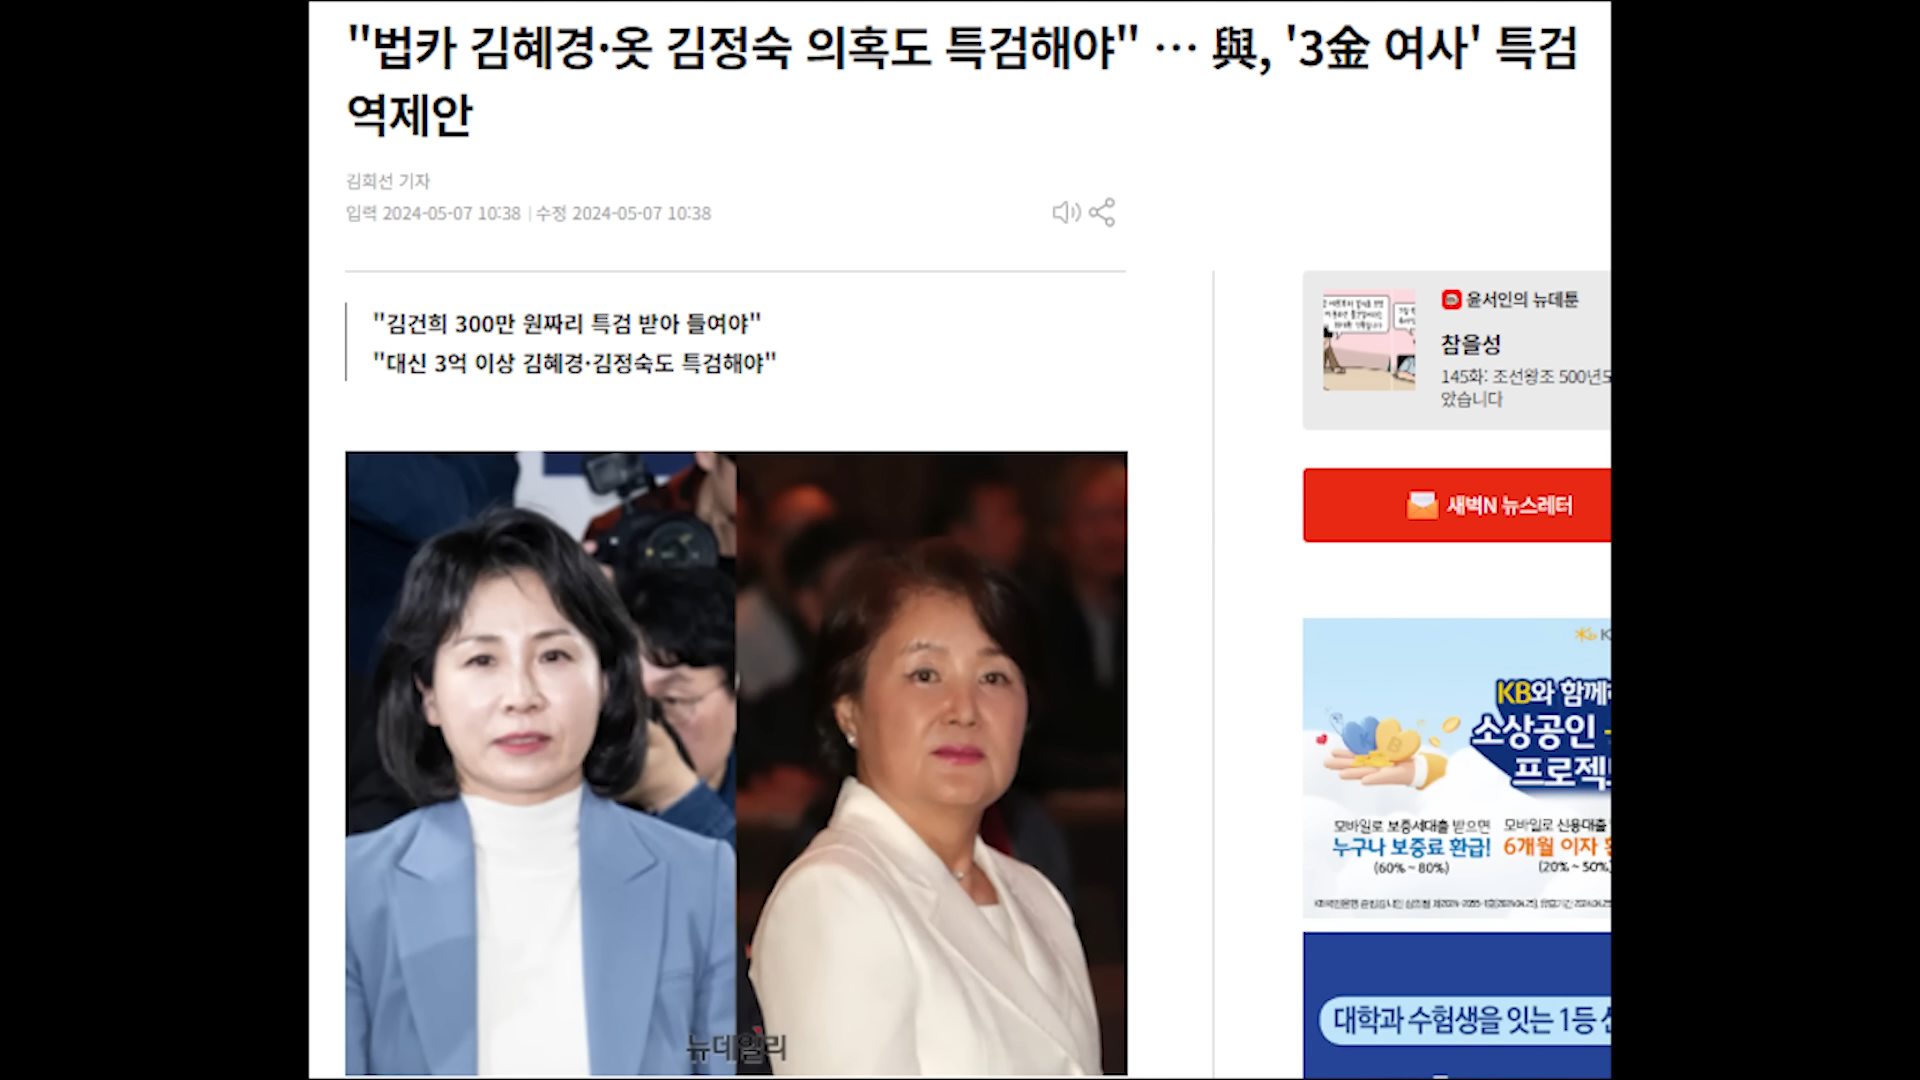 "법카 김혜경·옷 김정숙 의혹도 특검해야" … 與, '3金 여사' 특검
역제안
김희선 기자
입력 2024-05-07 10:38 | 수정 2024-05-07 10:38
"김건희 300만 원짜리 특검 받아 들여야"
"대신 3억 이상 김혜경·김정숙도 특검해야"
윤서인의 뉴데툰
참을성
145화: 조선왕조 500년5
았습니다
새벽N 뉴스레터
KB와 함께
소상공인
프로젝
모바일로 보증서대출 받으면
누구나 보증료 환급!
(60% ~ 80%)
모바일로 신용대출
6개월 이자
(20% ~ 50%
대학과 수험생을 잇는 1등
뉴데일리